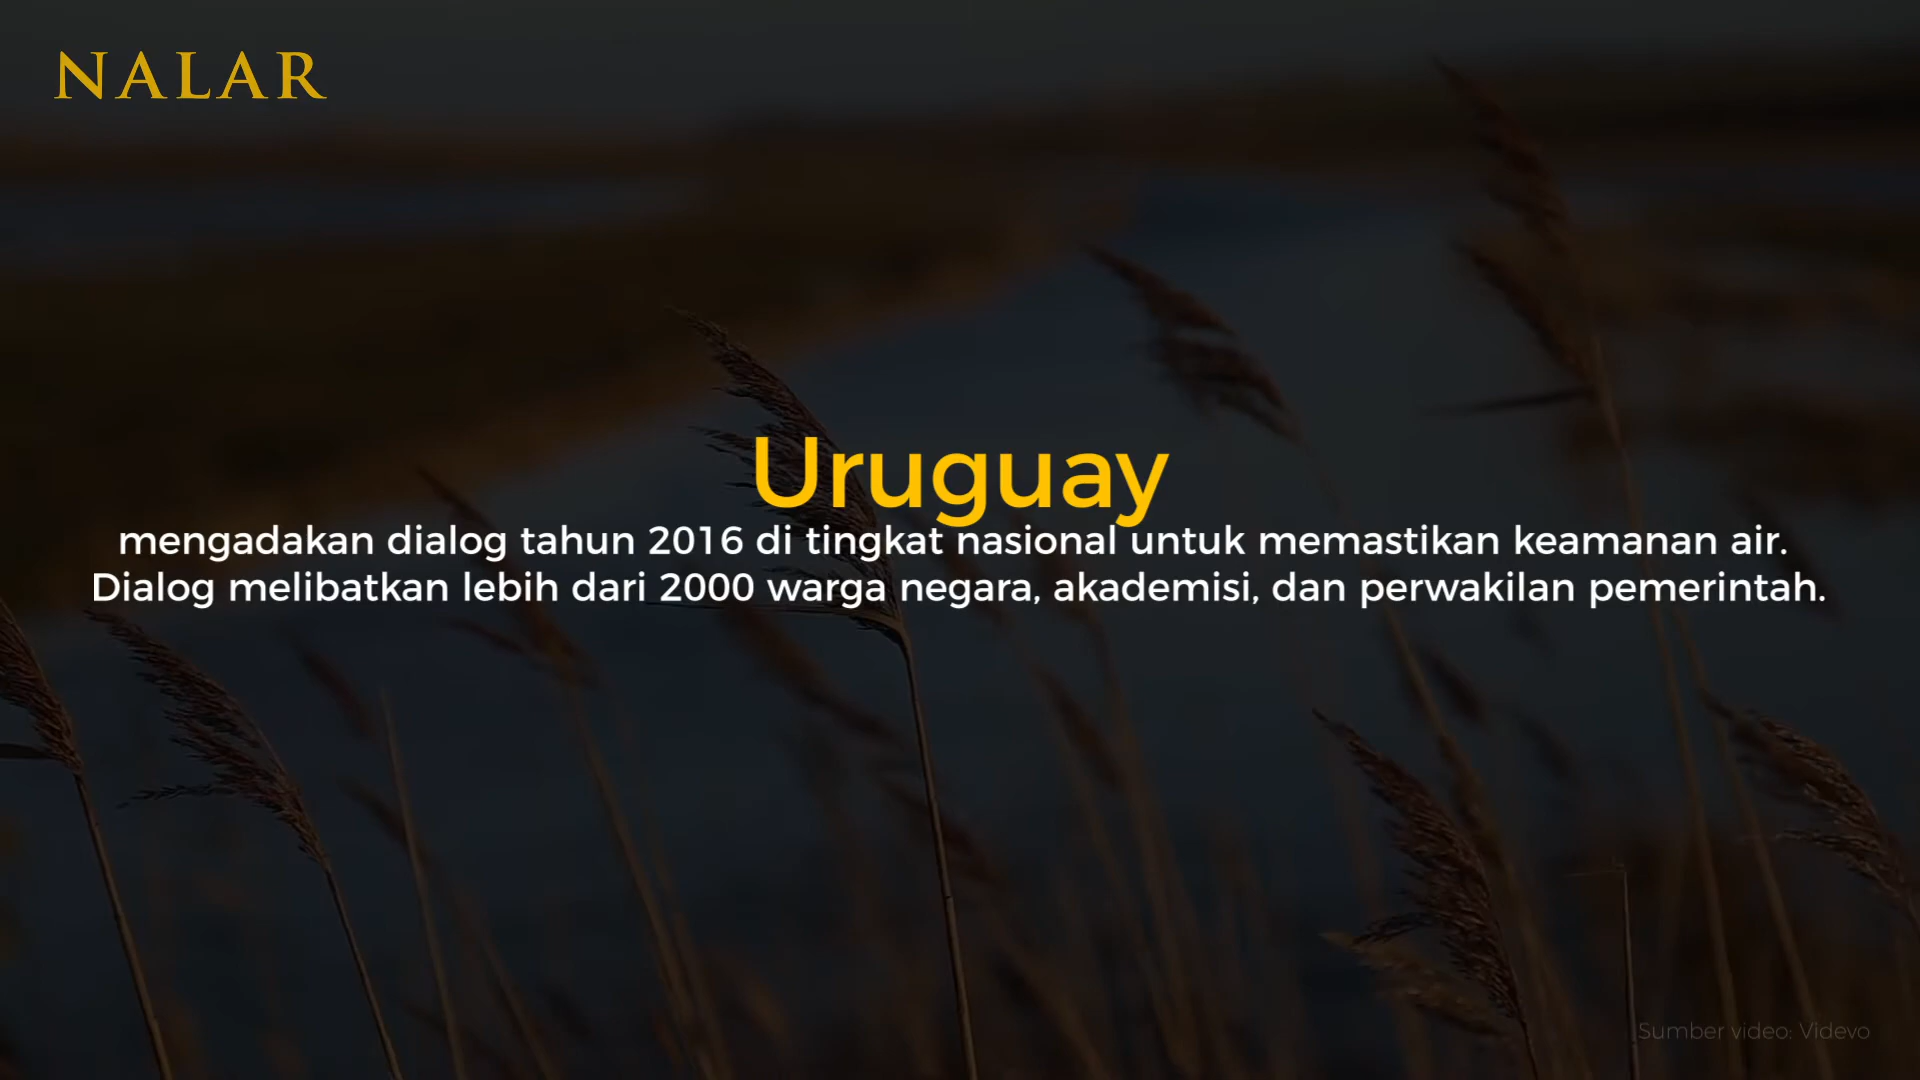 NALAR
Uruguay
mengadakan dialog tahun 2016 di tingkat nasional untuk memastikan keamanan air.
Dialog melibatkan lebih dari 2000 warga negara, akademisi, dan perwakilan pemerintah.
Sumber video: Videvo